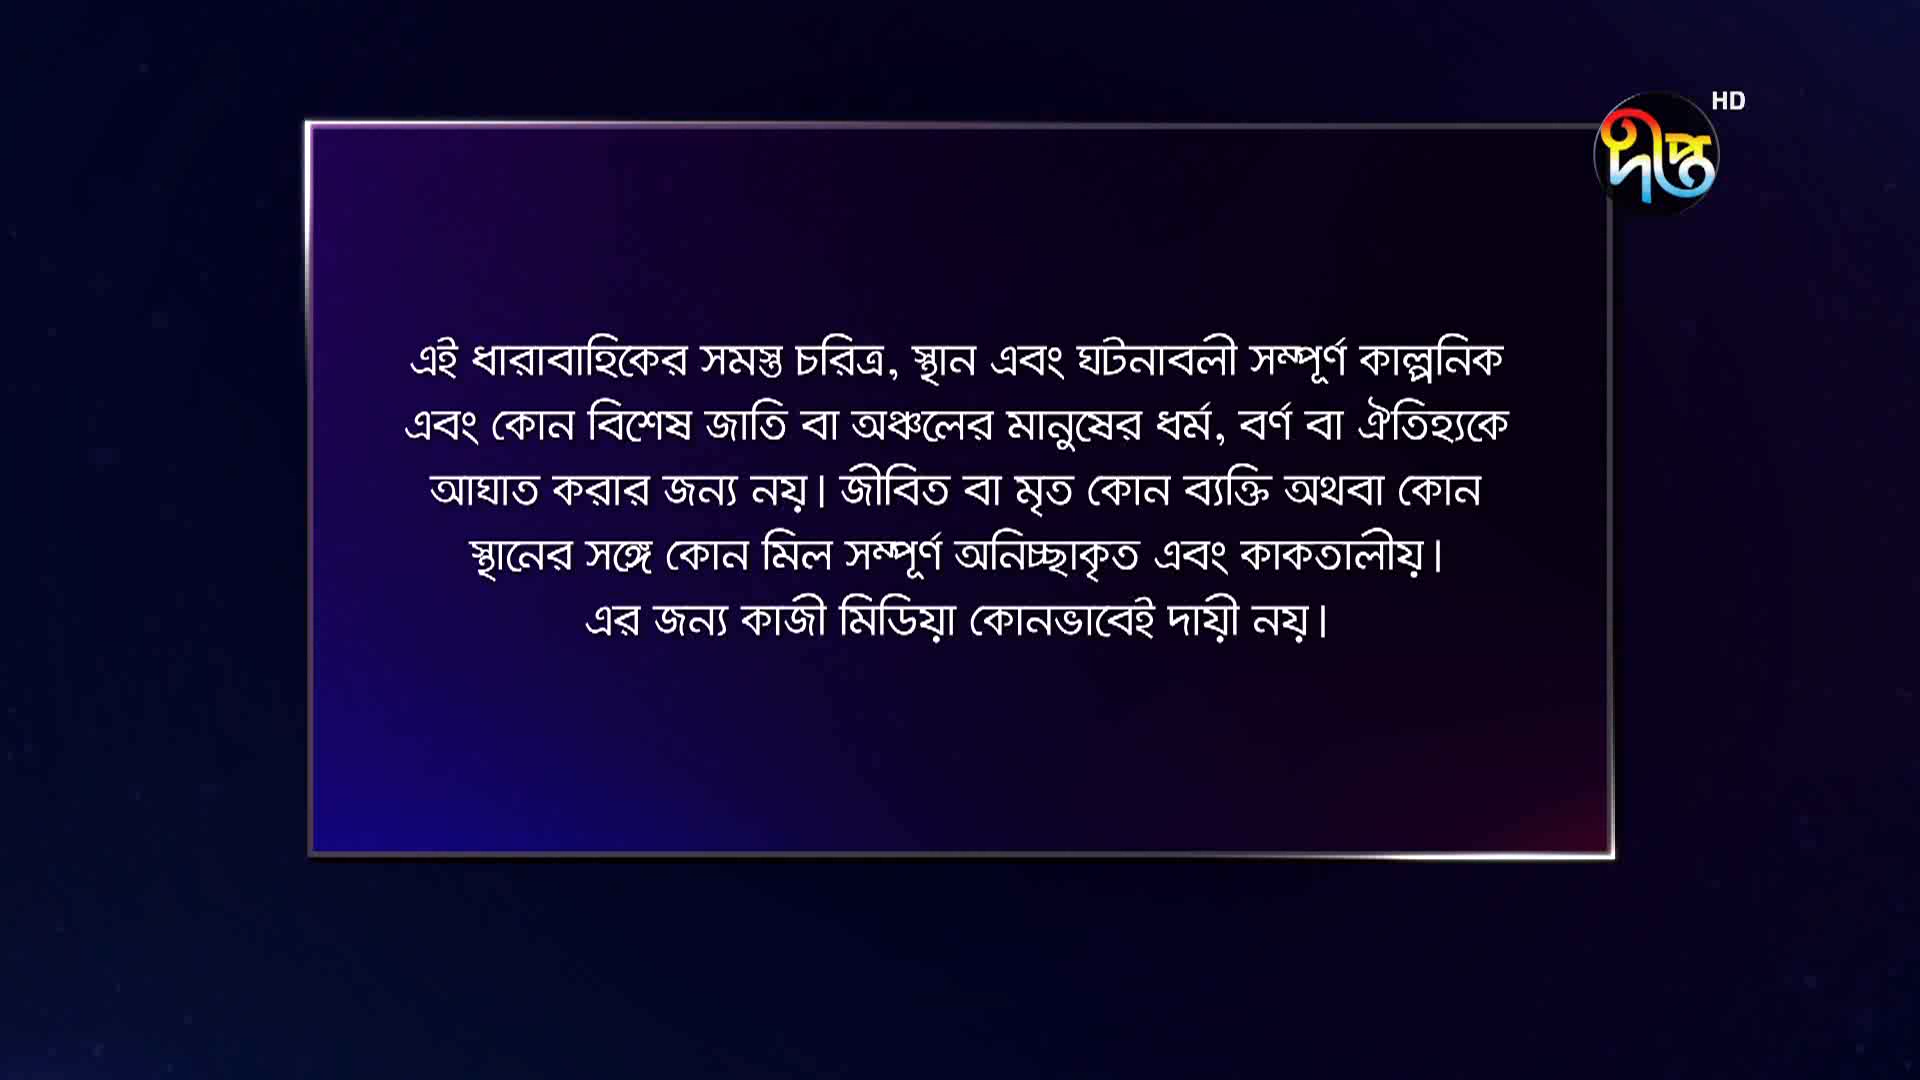 HD
দীপ্ত
এই ধারাবাহিকের সমস্ত চরিত্র, স্থান এবং ঘটনাবলী সম্পূর্ণ কাল্পনিক
এবং কোন বিশেষ জাতি বা অঞ্চলের মানুষের ধর্ম, বর্ণ বা ঐতিহ্যকে
আঘাত করার জন্য নয়। জীবিত বা মৃত কোন ব্যক্তি অথবা কোন
স্থানের সঙ্গে কোন মিল সম্পূর্ণ অনিচ্ছাকৃত এবং কাকতালীয়।
এর জন্য কাজী মিডিয়া কোনভাবেই দায়ী নয়।